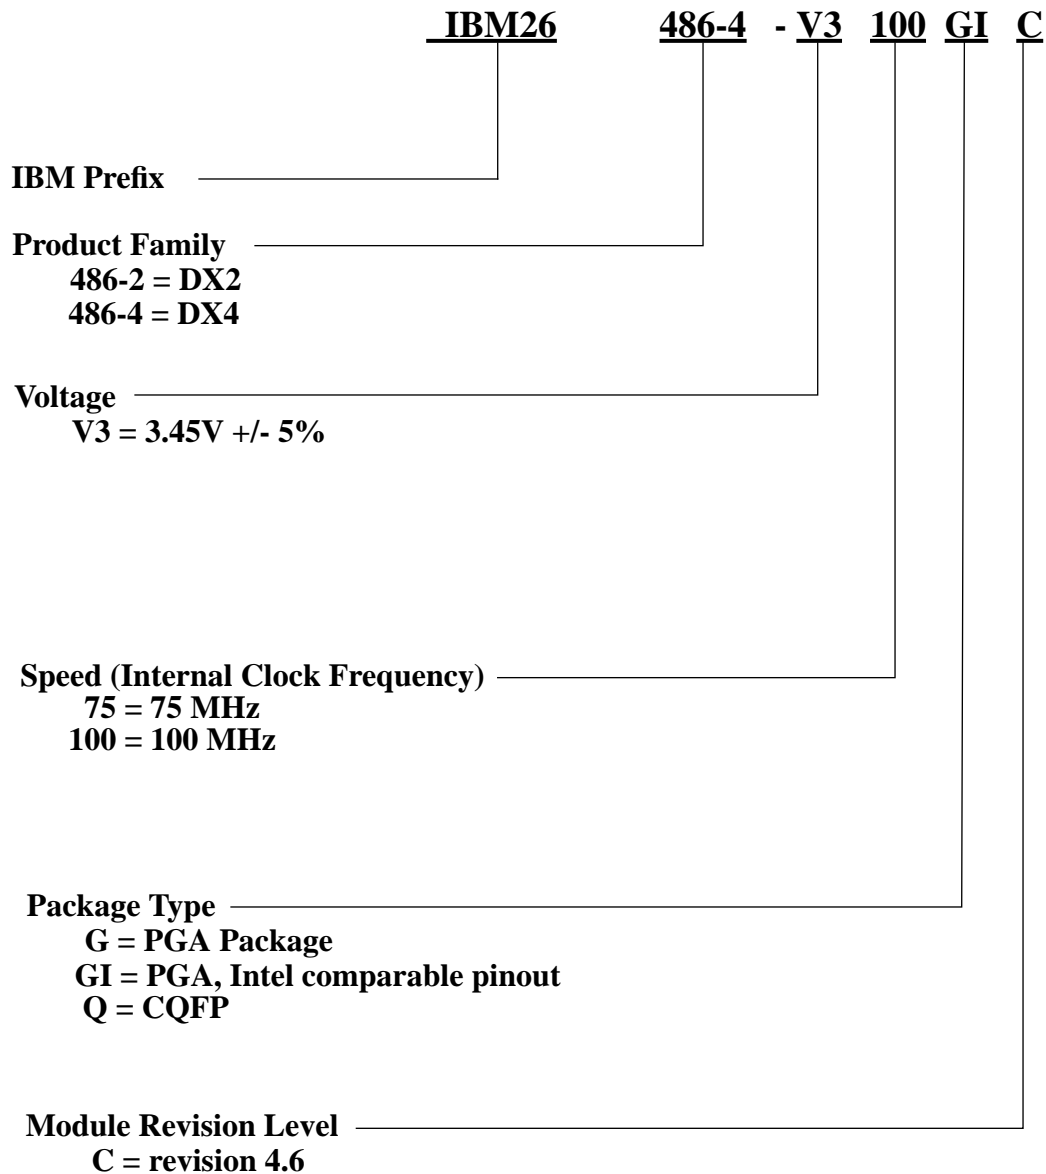 IBM26 486-4 - V3 100 GI C
IBM Prefix
Product Family
486-2 = DX2
486-4 = DX4
Voltage
V3 = 3.45V +/- 5%
Speed (Internal Clock Frequency)
75 = 75 MHz
100 = 100 MHz
Package Type
G = PGA Package
GI = PGA, Intel comparable pinout
Q = CQFP
Module Revision Level
C = revision 4.6